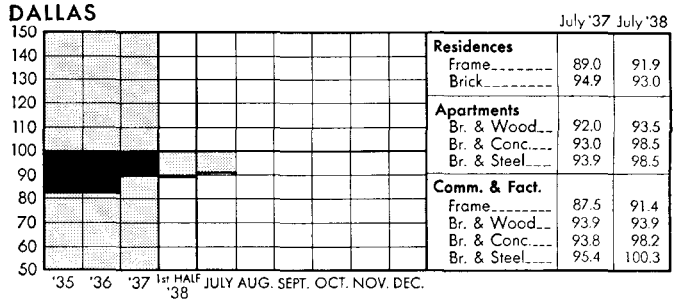 DALLAS
July '37 July '38
150
140
130
120
110
100
90
80
70
60
50
'35 '36 '37 1st HALF '38 JULY AUG. SEPT. OCT. NOV. DEC.
Residences
Frame 89.0 91.9
Brick 94.9 93.0
Apartments
Br. & Wood 92.0 93.5
Br. & Conc. 93.0 98.5
Br. & Steel 93.9 98.5
Comm. & Fact.
Frame 87.5 91.4
Br. & Wood 93.9 93.9
Br. & Conc. 93.8 98.2
Br. & Steel 95.4 100.3